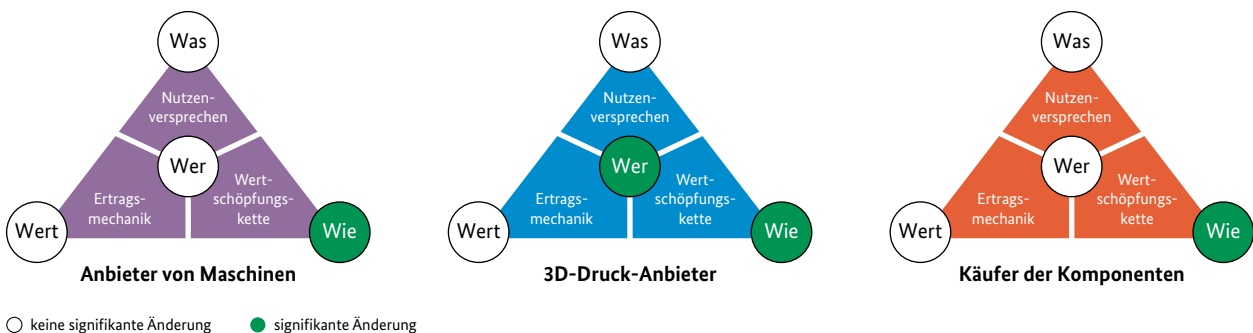 Was
Nutzen-
versprechen
Wer
Ertrags-
mechanik
Wert-
schöpfungs-
kette
Wert
Wie
Anbieter von Maschinen
Was
Nutzen-
versprechen
Wer
Ertrags-
mechanik
Wert-
schöpfungs-
kette
Wert
Wie
3D-Druck-Anbieter
Was
Nutzen-
versprechen
Wer
Ertrags-
mechanik
Wert-
schöpfungs-
kette
Wert
Wie
Käufer der Komponenten
keine signifikante Änderung
signifikante Änderung